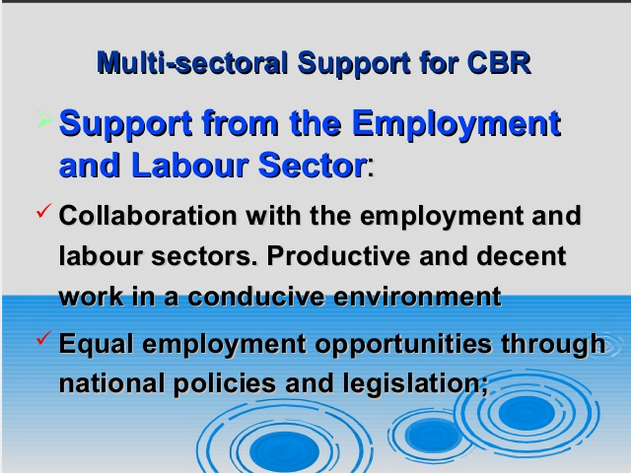 Multi-sectoral Support for CBR
Support from the Employment
and Labour Sector:
Collaboration with the employment and
labour sectors. Productive and decent
work in a conducive environment
Equal employment opportunities through
national policies and legislation;